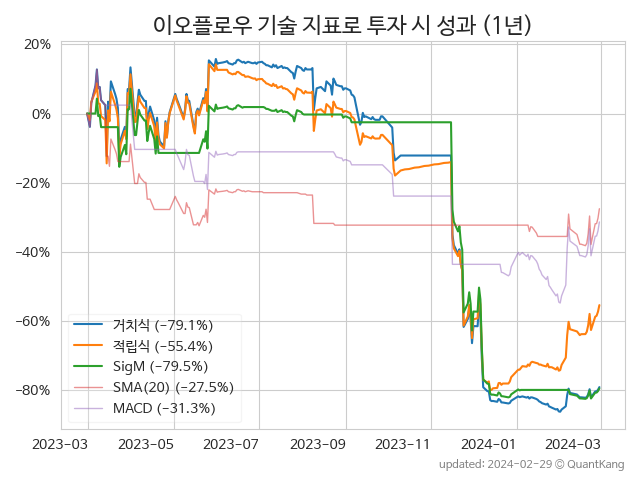 이오플로우 기술 지표로 투자 시 성과 (1년)
20%
0%
−20%
−40%
−60%
−80%
거치식 (−79.1%)
적립식 (−55.4%)
SigM (−79.5%)
SMA(20) (−27.5%)
MACD (−31.3%)
2023-03 2023-05 2023-07 2023-09 2023-11 2024-01 2024-03
updated: 2024-02-29 ⓒ QuantKang